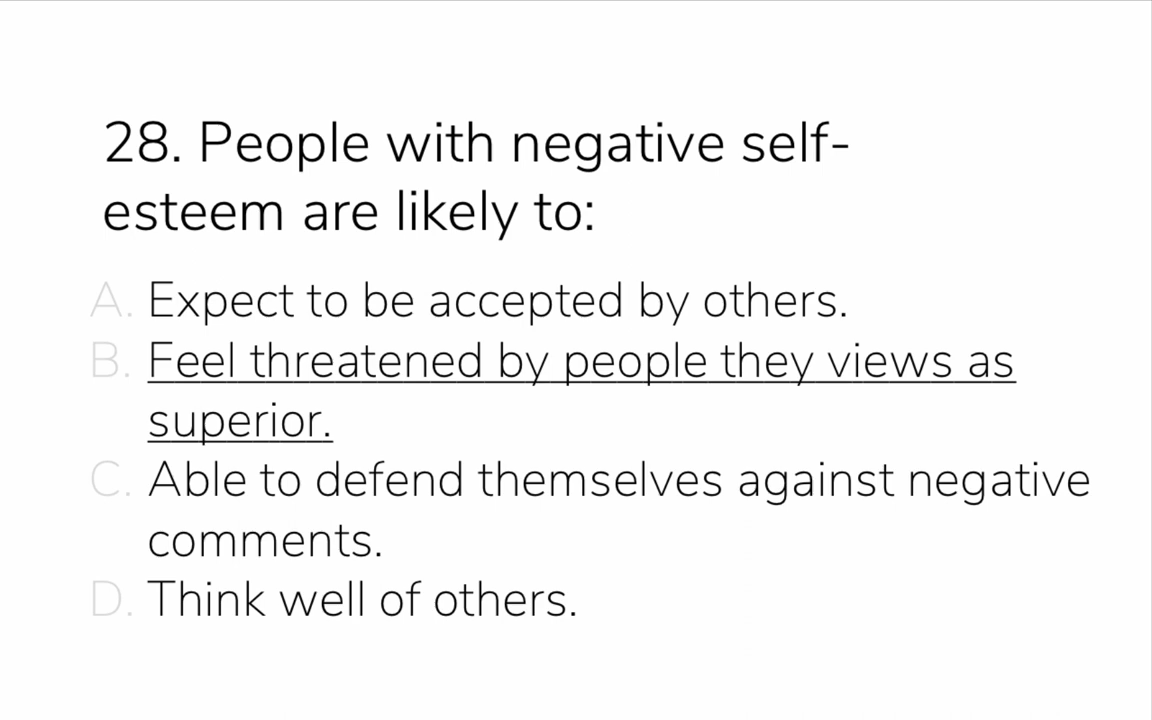 28. People with negative self-
esteem are likely to:
A. Expect to be accepted by others.
B. Feel threatened by people they views as
superior.
C. Able to defend themselves against negative
comments.
D. Think well of others.